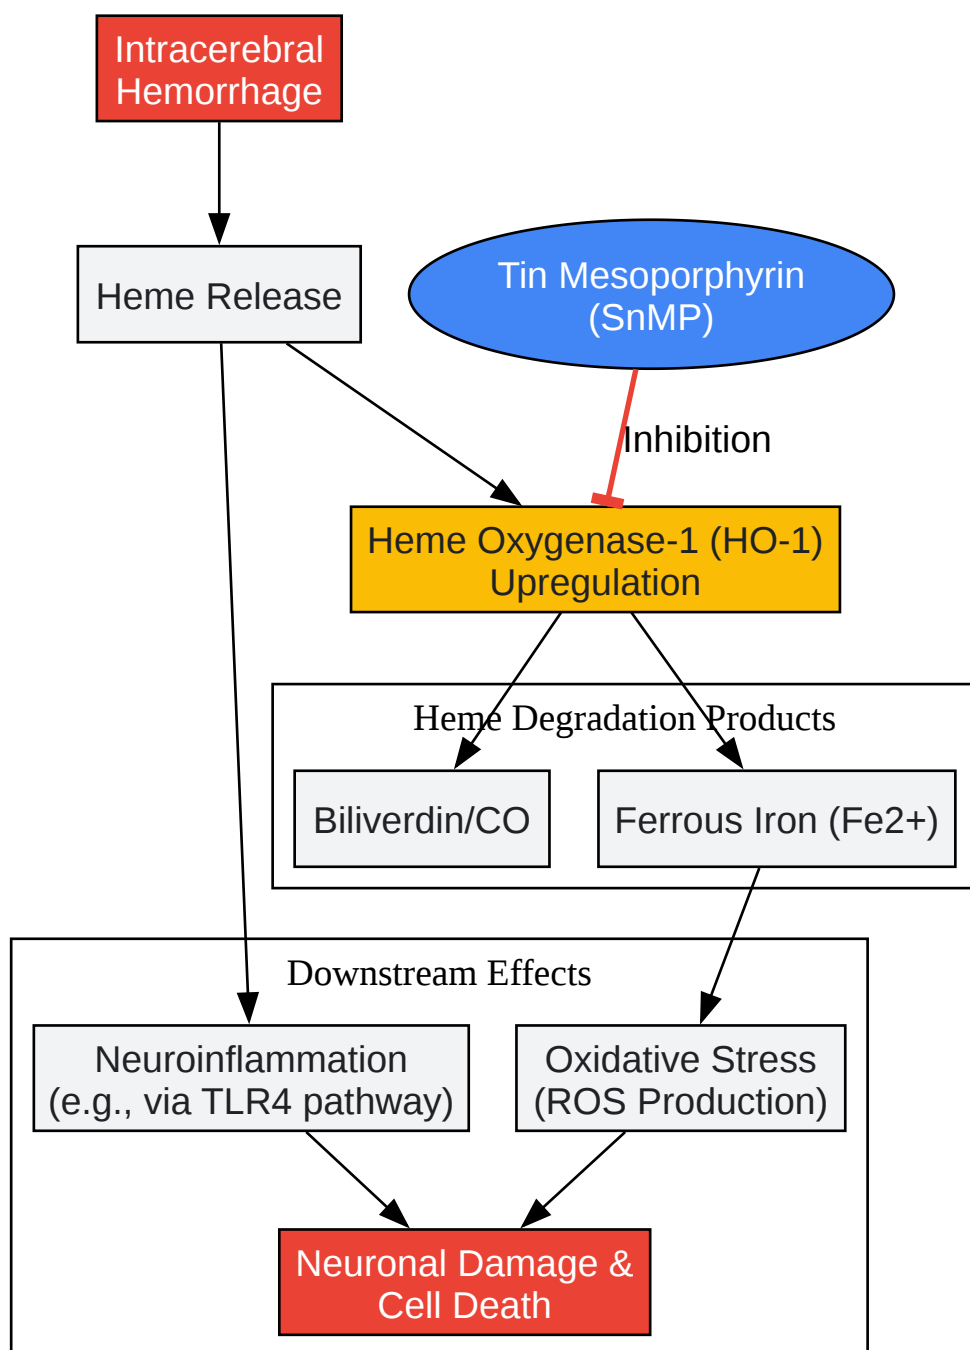 Intracerebral
Hemorrhage
Heme Release
Tin Mesoporphyrin
(SnMP)
Inhibition
Heme Oxygenase-1 (HO-1)
Upregulation
Heme Degradation Products
Biliverdin/CO
Ferrous Iron (Fe2+)
Downstream Effects
Neuroinflammation
(e.g., via TLR4 pathway)
Oxidative Stress
(ROS Production)
Neuronal Damage &
Cell Death